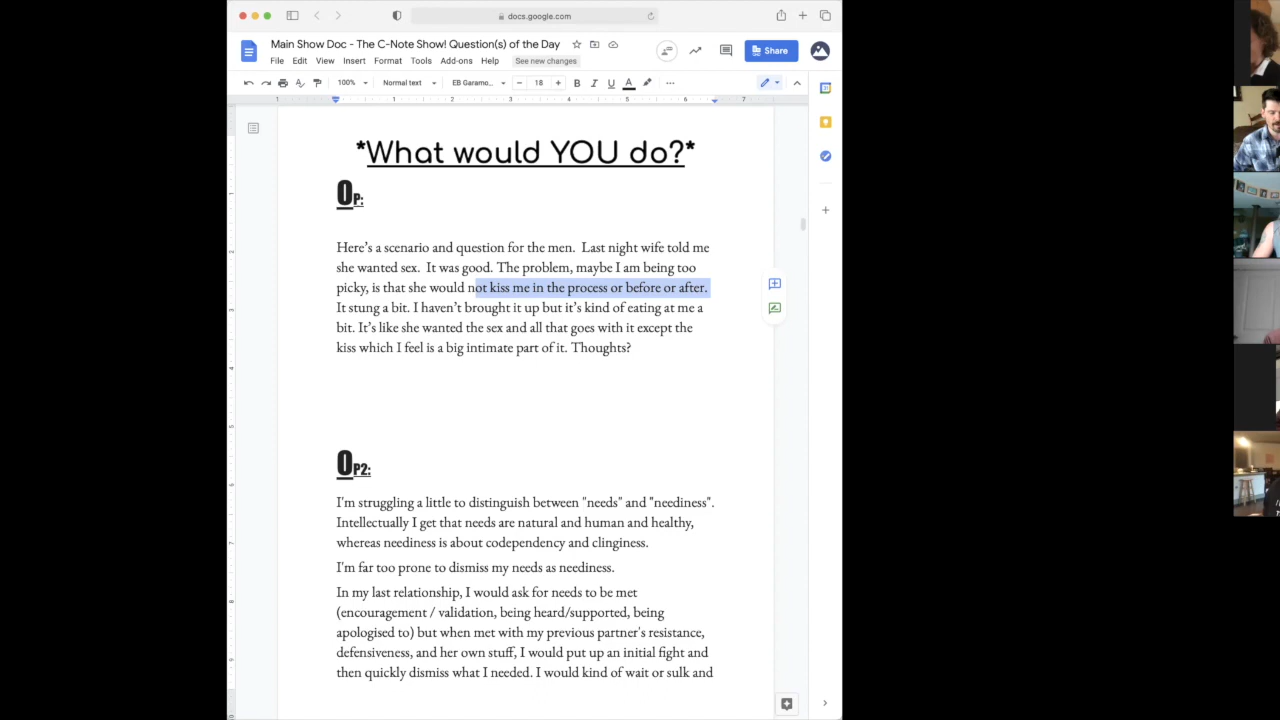 docs.google.com
Main Show Doc - The C-Note Show! Question(s) of the Day
Share
File Edit View Insert Format Tools Add-ons Help See new changes
100% Normal text EB Garamo... − 18 + B I U A
1 1 2 3 4 5 6 7
*What would YOU do?*
OP:
Here's a scenario and question for the men. Last night wife told me
she wanted sex. It was good. The problem, maybe I am being too
picky, is that she would not kiss me in the process or before or after.
It stung a bit. I haven't brought it up but it's kind of eating at me a
bit. It's like she wanted the sex and all that goes with it except the
kiss which I feel is a big intimate part of it. Thoughts?
OP2:
I'm struggling a little to distinguish between "needs" and "neediness".
Intellectually I get that needs are natural and human and healthy,
whereas neediness is about codependency and clinginess.
I'm far too prone to dismiss my needs as neediness.
In my last relationship, I would ask for needs to be met
(encouragement / validation, being heard/supported, being
apologised to) but when met with my previous partner's resistance,
defensiveness, and her own stuff, I would put up an initial fight and
then quickly dismiss what I needed. I would kind of wait or sulk and